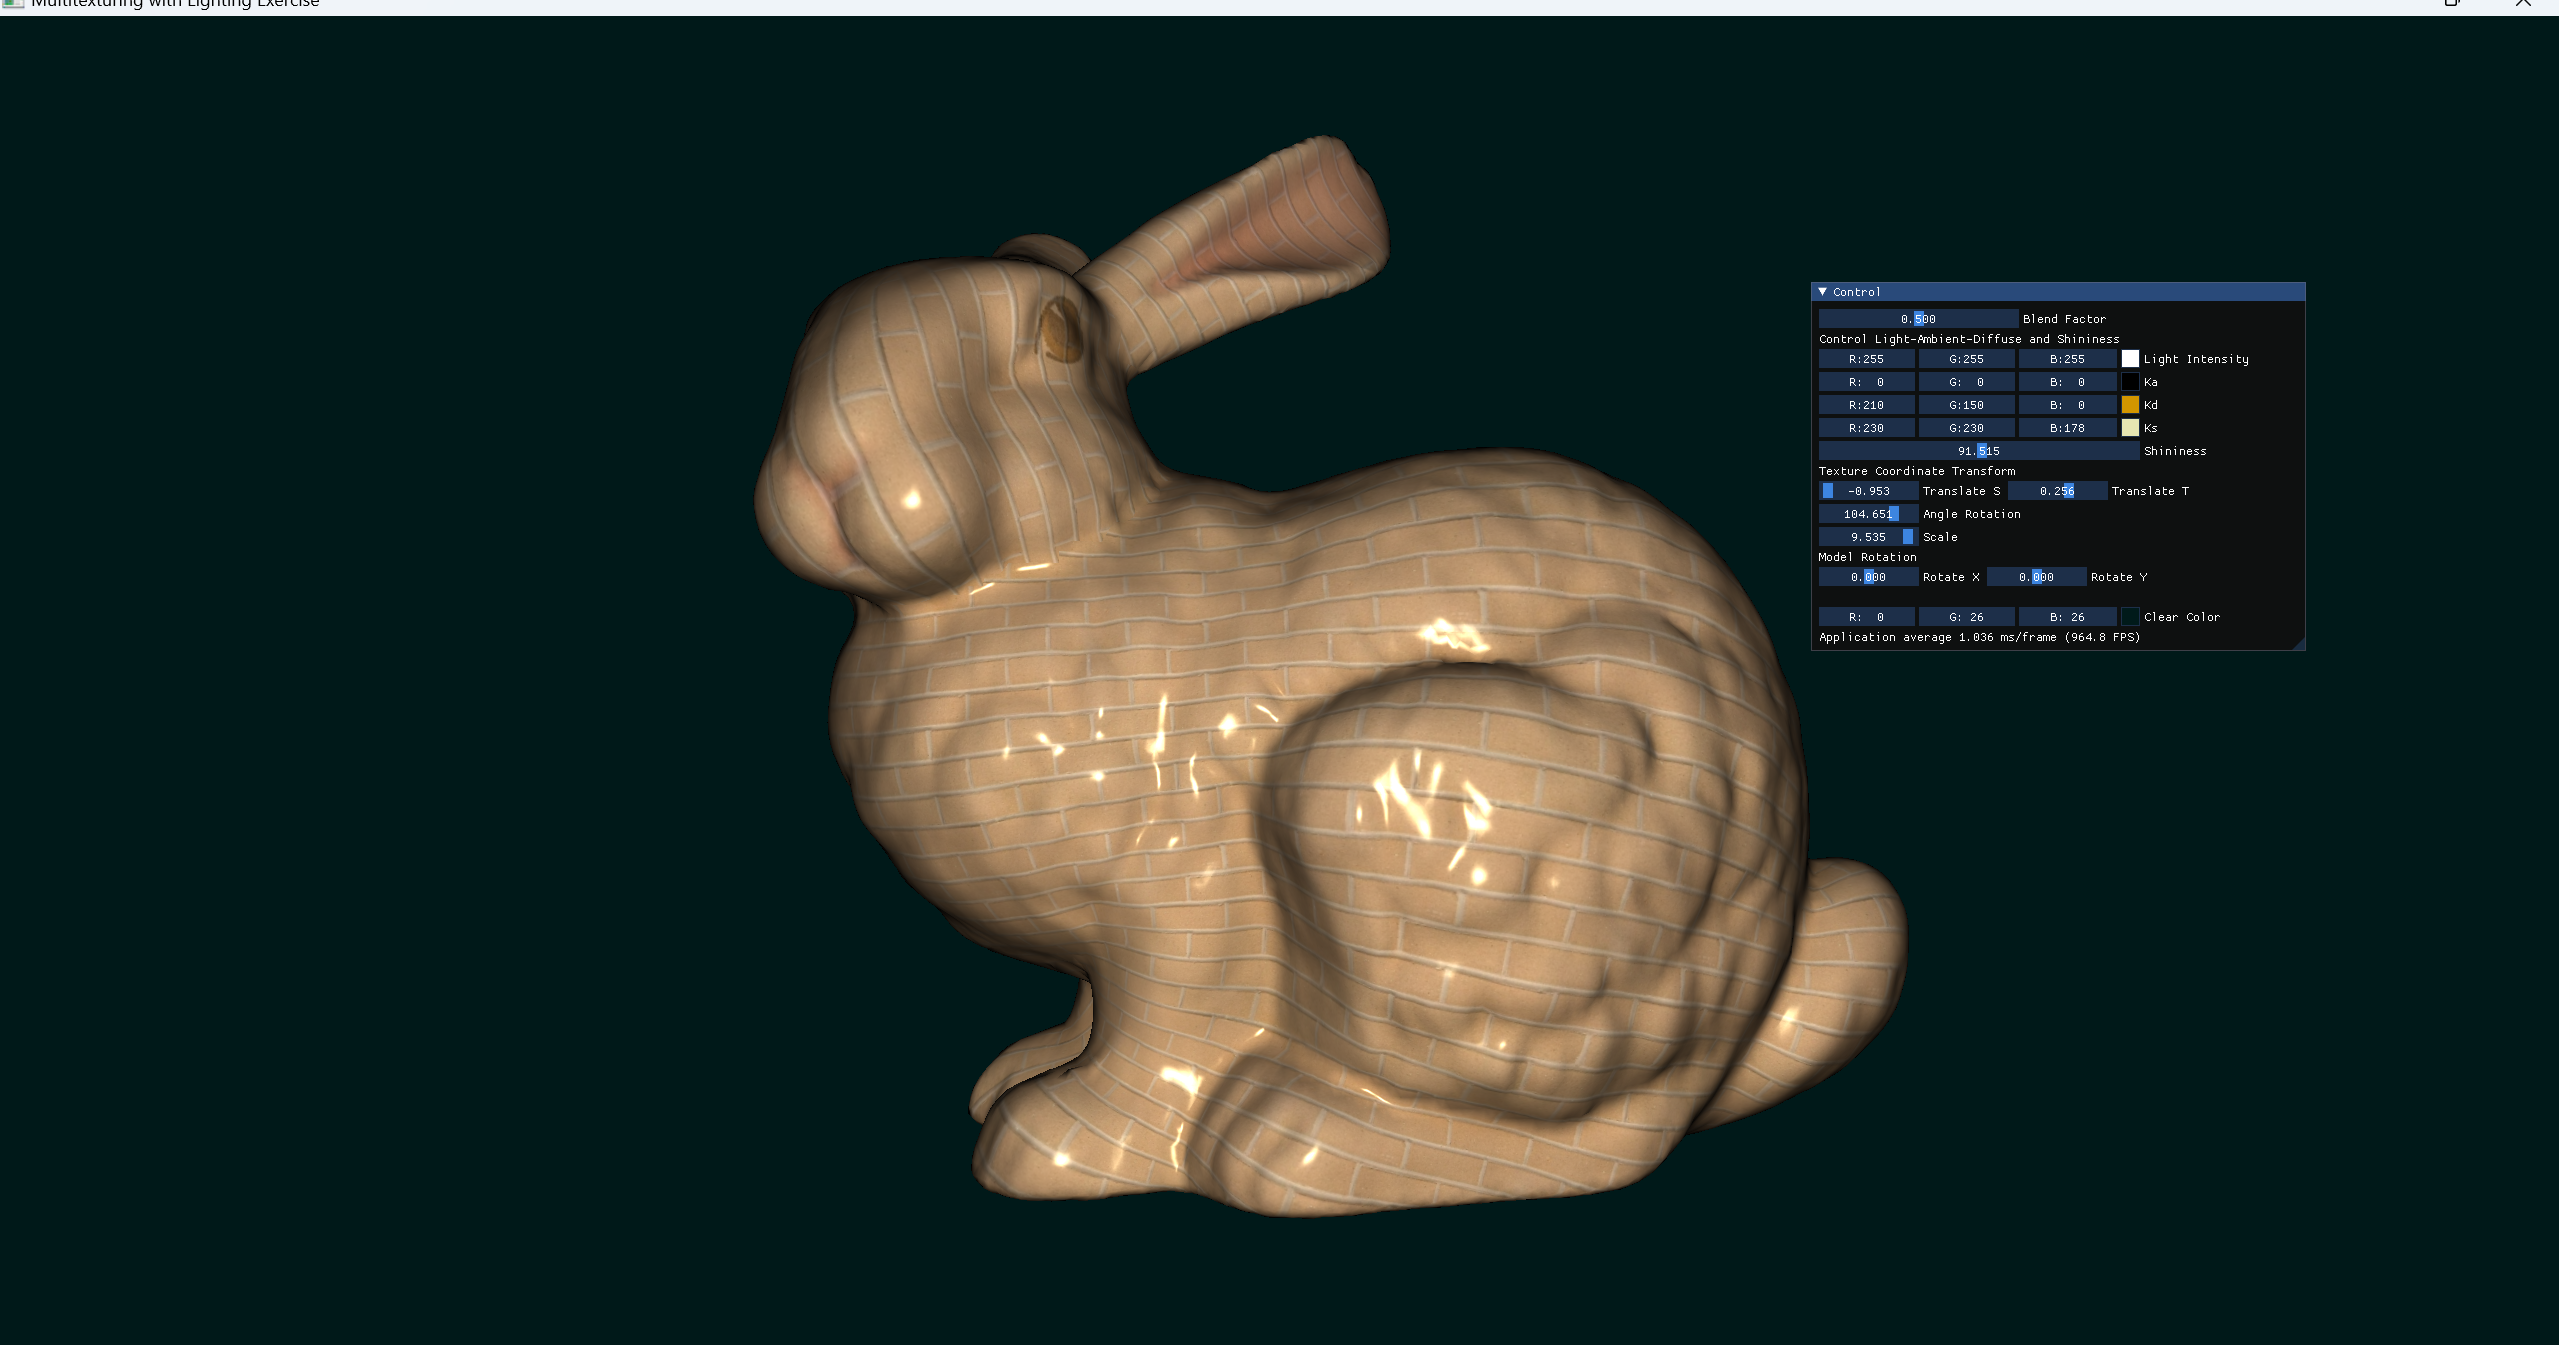 Multitexturing with Lighting Exercise
Control
0.500 Blend Factor
Control Light-Ambient-Diffuse and Shininess
R:255 G:255 B:255 Light Intensity
R: 0 G: 0 B: 0 Ka
R:210 G:150 B: 0 Kd
R:230 G:230 B:178 Ks
91.515 Shininess
Texture Coordinate Transform
-0.953 Translate S 0.256 Translate T
104.651 Angle Rotation
9.535 Scale
Model Rotation
0.000 Rotate X 0.000 Rotate Y
R: 0 G: 26 B: 26 Clear Color
Application average 1.036 ms/frame (964.8 FPS)